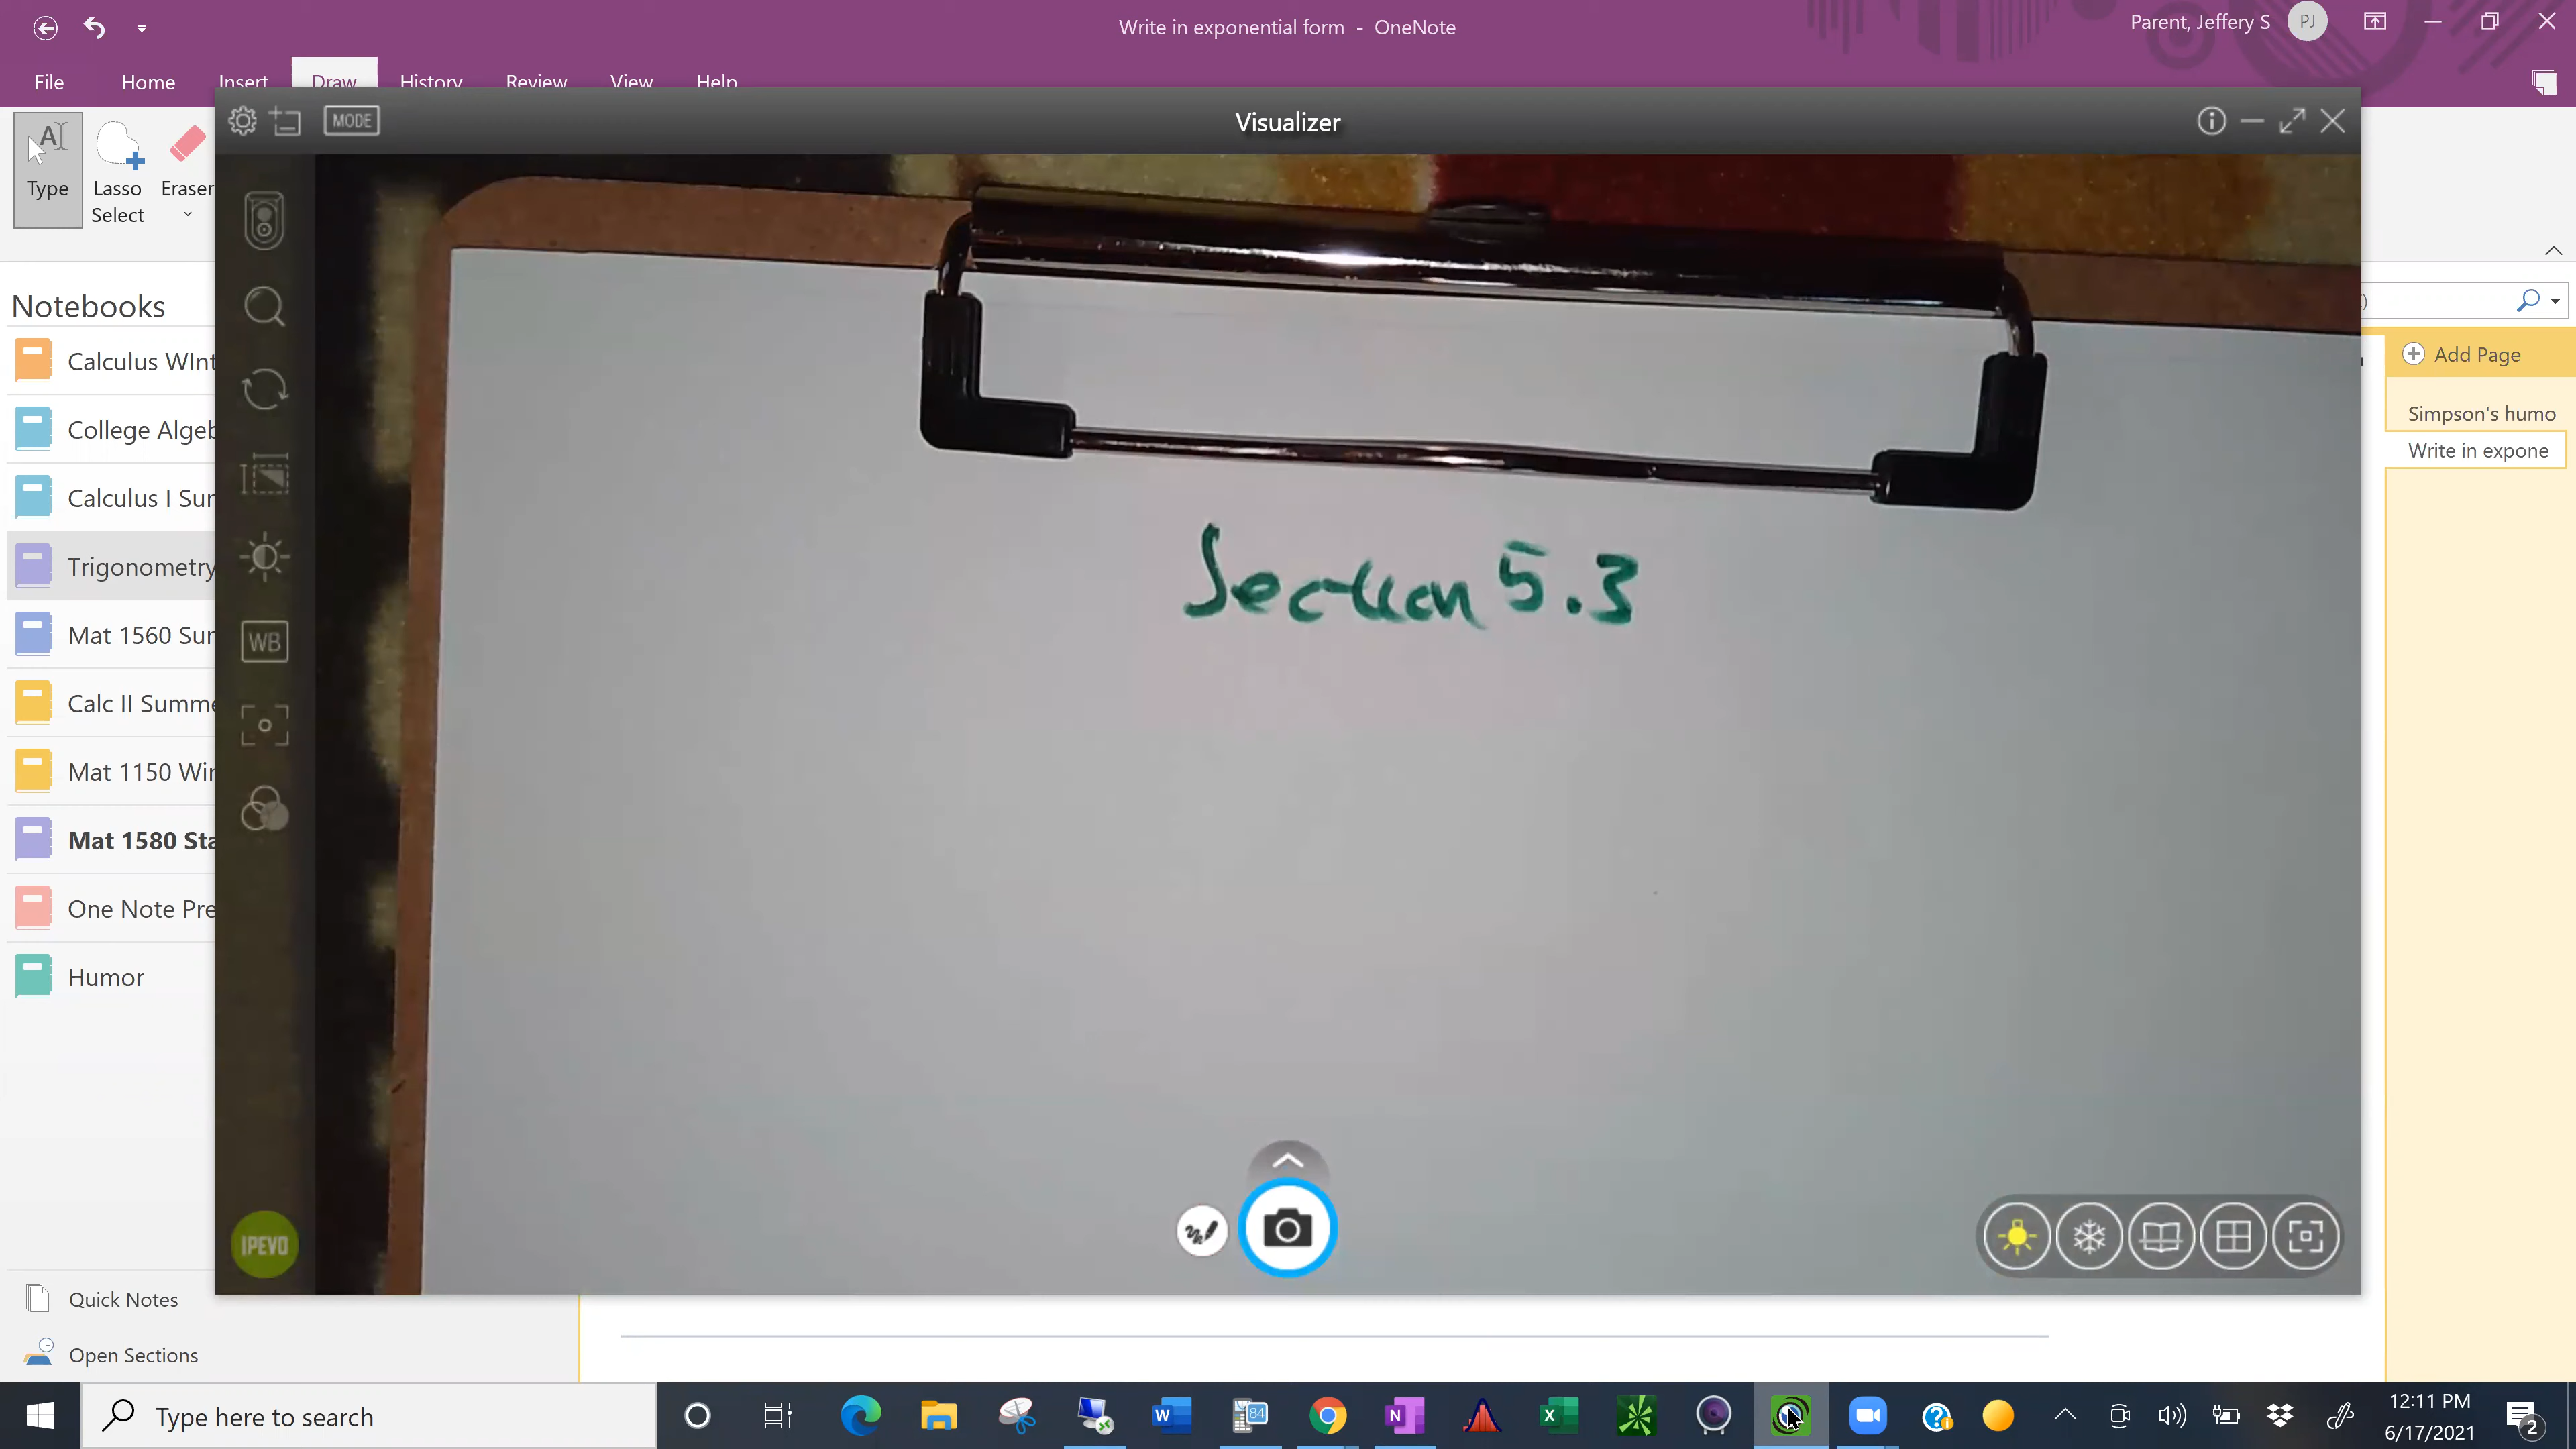 Write in exponential form - OneNote
Parent, Jeffery S
PJ
File
Home
Insert
Draw
History
Review
View
Help
MODE
Visualizer
Type
Lasso
Select
Eraser
Notebooks
Calculus WInt
College Algeb
Calculus I Sur
Trigonometry
Mat 1560 Sur
Calc II Summe
Mat 1150 Wir
Mat 1580 Sta
One Note Pre
Humor
WB
IPEVO
Section 5.3
Add Page
Simpson's humo
Write in expone
Quick Notes
Open Sections
Type here to search
84
12:11 PM
6/17/2021
2